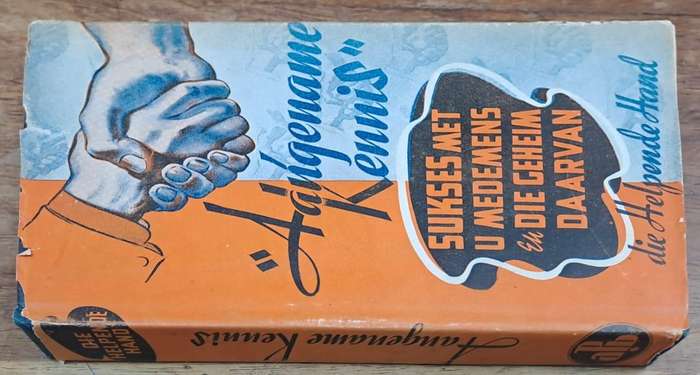 "Aangename
Kennis"
SUKSES MET
U MEDEMENS
En DIE GEHEIM
DAARVAN
die Helpende Hand
DIE
HELPENDE
HAND
Aangename Kennis